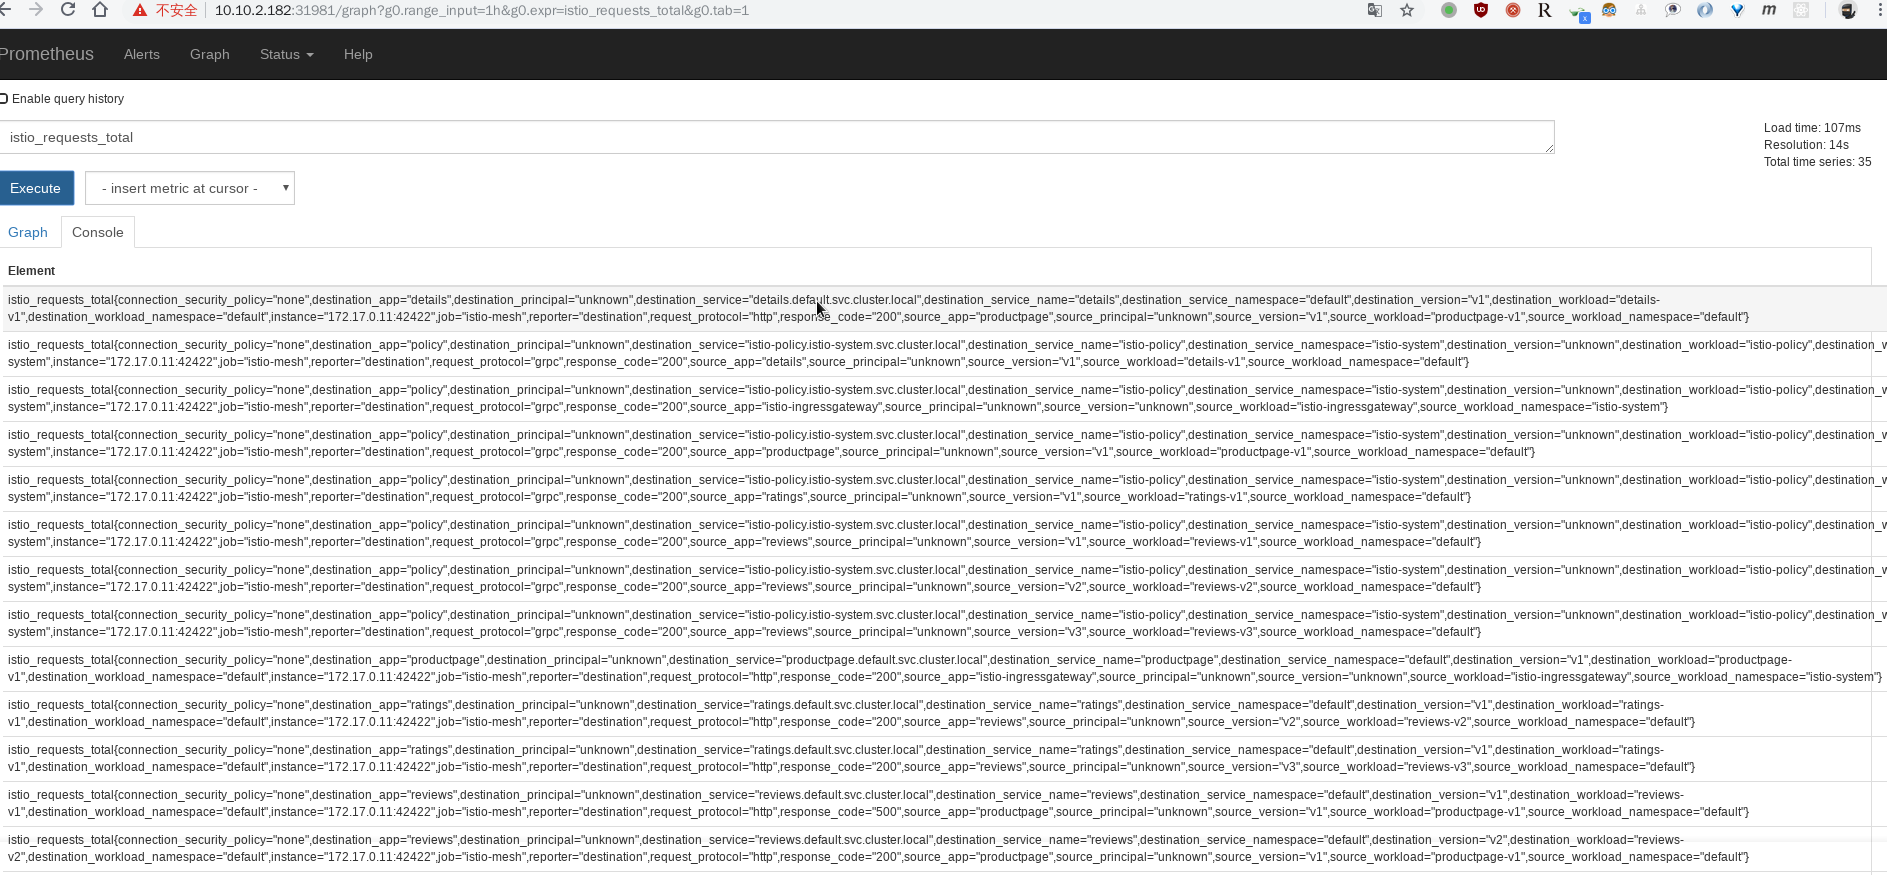 不安全 10.10.2.182:31981/graph?g0.range_input=1h&g0.expr=istio_requests_total&g0.tab=1
Prometheus Alerts Graph Status Help
Enable query history
istio_requests_total
Load time: 107ms
Resolution: 14s
Total time series: 35
Execute - insert metric at cursor -
Graph Console
Element
istio_requests_total{connection_security_policy="none",destination_app="details",destination_principal="unknown",destination_service="details.default.svc.cluster.local",destination_service_name="details",destination_service_namespace="default",destination_version="v1",destination_workload="details-
v1",destination_workload_namespace="default",instance="172.17.0.11:42422",job="istio-mesh",reporter="destination",request_protocol="http",response_code="200",source_app="productpage",source_principal="unknown",source_version="v1",source_workload="productpage-v1",source_workload_namespace="default"}
istio_requests_total{connection_security_policy="none",destination_app="policy",destination_principal="unknown",destination_service="istio-policy.istio-system.svc.cluster.local",destination_service_name="istio-policy",destination_service_namespace="istio-system",destination_version="unknown",destination_workload="istio-policy",destination_w
system",instance="172.17.0.11:42422",job="istio-mesh",reporter="destination",request_protocol="grpc",response_code="200",source_app="details",source_principal="unknown",source_version="v1",source_workload="details-v1",source_workload_namespace="default"}
istio_requests_total{connection_security_policy="none",destination_app="policy",destination_principal="unknown",destination_service="istio-policy.istio-system.svc.cluster.local",destination_service_name="istio-policy",destination_service_namespace="istio-system",destination_version="unknown",destination_workload="istio-policy",destination_w
system",instance="172.17.0.11:42422",job="istio-mesh",reporter="destination",request_protocol="grpc",response_code="200",source_app="istio-ingressgateway",source_principal="unknown",source_version="unknown",source_workload="istio-ingressgateway",source_workload_namespace="istio-system"}
istio_requests_total{connection_security_policy="none",destination_app="policy",destination_principal="unknown",destination_service="istio-policy.istio-system.svc.cluster.local",destination_service_name="istio-policy",destination_service_namespace="istio-system",destination_version="unknown",destination_workload="istio-policy",destination_w
system",instance="172.17.0.11:42422",job="istio-mesh",reporter="destination",request_protocol="grpc",response_code="200",source_app="productpage",source_principal="unknown",source_version="v1",source_workload="productpage-v1",source_workload_namespace="default"}
istio_requests_total{connection_security_policy="none",destination_app="policy",destination_principal="unknown",destination_service="istio-policy.istio-system.svc.cluster.local",destination_service_name="istio-policy",destination_service_namespace="istio-system",destination_version="unknown",destination_workload="istio-policy",destination_w
system",instance="172.17.0.11:42422",job="istio-mesh",reporter="destination",request_protocol="grpc",response_code="200",source_app="ratings",source_principal="unknown",source_version="v1",source_workload="ratings-v1",source_workload_namespace="default"}
istio_requests_total{connection_security_policy="none",destination_app="policy",destination_principal="unknown",destination_service="istio-policy.istio-system.svc.cluster.local",destination_service_name="istio-policy",destination_service_namespace="istio-system",destination_version="unknown",destination_workload="istio-policy",destination_w
system",instance="172.17.0.11:42422",job="istio-mesh",reporter="destination",request_protocol="grpc",response_code="200",source_app="reviews",source_principal="unknown",source_version="v1",source_workload="reviews-v1",source_workload_namespace="default"}
istio_requests_total{connection_security_policy="none",destination_app="policy",destination_principal="unknown",destination_service="istio-policy.istio-system.svc.cluster.local",destination_service_name="istio-policy",destination_service_namespace="istio-system",destination_version="unknown",destination_workload="istio-policy",destination_w
system",instance="172.17.0.11:42422",job="istio-mesh",reporter="destination",request_protocol="grpc",response_code="200",source_app="reviews",source_principal="unknown",source_version="v2",source_workload="reviews-v2",source_workload_namespace="default"}
istio_requests_total{connection_security_policy="none",destination_app="policy",destination_principal="unknown",destination_service="istio-policy.istio-system.svc.cluster.local",destination_service_name="istio-policy",destination_service_namespace="istio-system",destination_version="unknown",destination_workload="istio-policy",destination_w
system",instance="172.17.0.11:42422",job="istio-mesh",reporter="destination",request_protocol="grpc",response_code="200",source_app="reviews",source_principal="unknown",source_version="v3",source_workload="reviews-v3",source_workload_namespace="default"}
istio_requests_total{connection_security_policy="none",destination_app="productpage",destination_principal="unknown",destination_service="productpage.default.svc.cluster.local",destination_service_name="productpage",destination_service_namespace="default",destination_version="v1",destination_workload="productpage-
v1",destination_workload_namespace="default",instance="172.17.0.11:42422",job="istio-mesh",reporter="destination",request_protocol="http",response_code="200",source_app="istio-ingressgateway",source_principal="unknown",source_version="unknown",source_workload="istio-ingressgateway",source_workload_namespace="istio-system"}
istio_requests_total{connection_security_policy="none",destination_app="ratings",destination_principal="unknown",destination_service="ratings.default.svc.cluster.local",destination_service_name="ratings",destination_service_namespace="default",destination_version="v1",destination_workload="ratings-
v1",destination_workload_namespace="default",instance="172.17.0.11:42422",job="istio-mesh",reporter="destination",request_protocol="http",response_code="200",source_app="reviews",source_principal="unknown",source_version="v2",source_workload="reviews-v2",source_workload_namespace="default"}
istio_requests_total{connection_security_policy="none",destination_app="ratings",destination_principal="unknown",destination_service="ratings.default.svc.cluster.local",destination_service_name="ratings",destination_service_namespace="default",destination_version="v1",destination_workload="ratings-
v1",destination_workload_namespace="default",instance="172.17.0.11:42422",job="istio-mesh",reporter="destination",request_protocol="http",response_code="200",source_app="reviews",source_principal="unknown",source_version="v3",source_workload="reviews-v3",source_workload_namespace="default"}
istio_requests_total{connection_security_policy="none",destination_app="reviews",destination_principal="unknown",destination_service="reviews.default.svc.cluster.local",destination_service_name="reviews",destination_service_namespace="default",destination_version="v1",destination_workload="reviews-
v1",destination_workload_namespace="default",instance="172.17.0.11:42422",job="istio-mesh",reporter="destination",request_protocol="http",response_code="500",source_app="productpage",source_principal="unknown",source_version="v1",source_workload="productpage-v1",source_workload_namespace="default"}
istio_requests_total{connection_security_policy="none",destination_app="reviews",destination_principal="unknown",destination_service="reviews.default.svc.cluster.local",destination_service_name="reviews",destination_service_namespace="default",destination_version="v2",destination_workload="reviews-
v2",destination_workload_namespace="default",instance="172.17.0.11:42422",job="istio-mesh",reporter="destination",request_protocol="http",response_code="200",source_app="productpage",source_principal="unknown",source_version="v1",source_workload="productpage-v1",source_workload_namespace="default"}